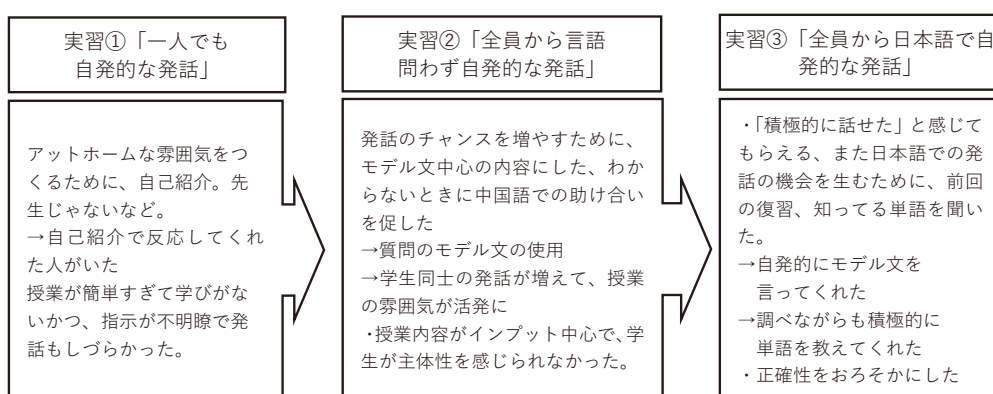 実習①「一人でも
自発的な発話」
アットホームな雰囲気をつ
くるために、自己紹介。先
生じゃないなど。
→自己紹介で反応してくれ
た人がいた
授業が簡単すぎて学びがな
いかつ、指示が不明瞭で発
話もしづらかった。
実習②「全員から言語
問わず自発的な発話」
発話のチャンスを増やすために、
モデル文中心の内容にした、わか
らないときに中国語での助け合い
を促した
→質問のモデル文の使用
→学生同士の発話が増えて、授業
の雰囲気が活発に
・授業内容がインプット中心で、学
生が主体性を感じられなかった。
実習③「全員から日本語で自
発的な発話」
・「積極的に話せた」と感じて
もらえる、また日本語での発
話の機会を生むために、前回
の復習、知ってる単語を聞い
た。
→自発的にモデル文を
言ってくれた
→調べながらも積極的に
単語を教えてくれた
・正確性をおろそかにした